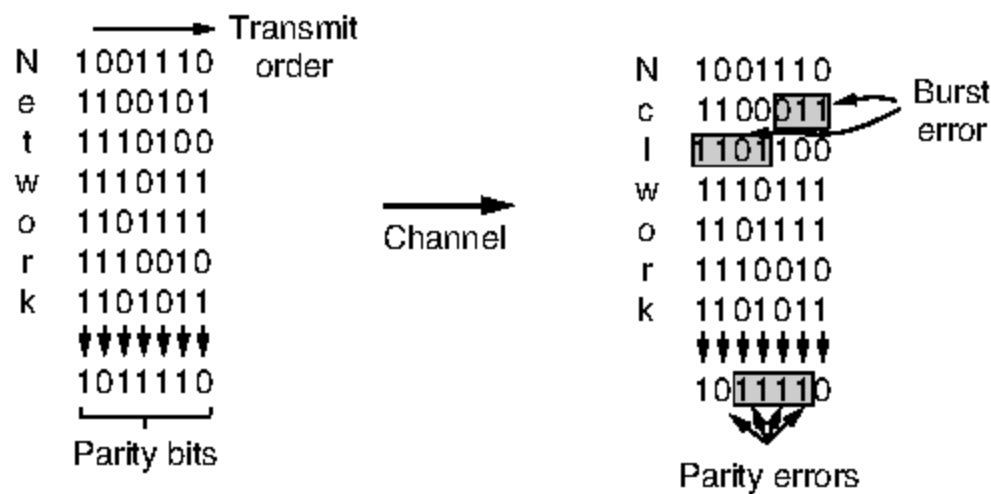 Transmit
order
N 1001110
e 1100101
t 1110100
w 1110111
o 1101111
r 1110010
k 1101011
1011110
Parity bits
Channel
N 1001110
c 1100011
l 1101100
w 1110111
o 1101111
r 1110010
k 1101011
1011110
Burst
error
Parity errors